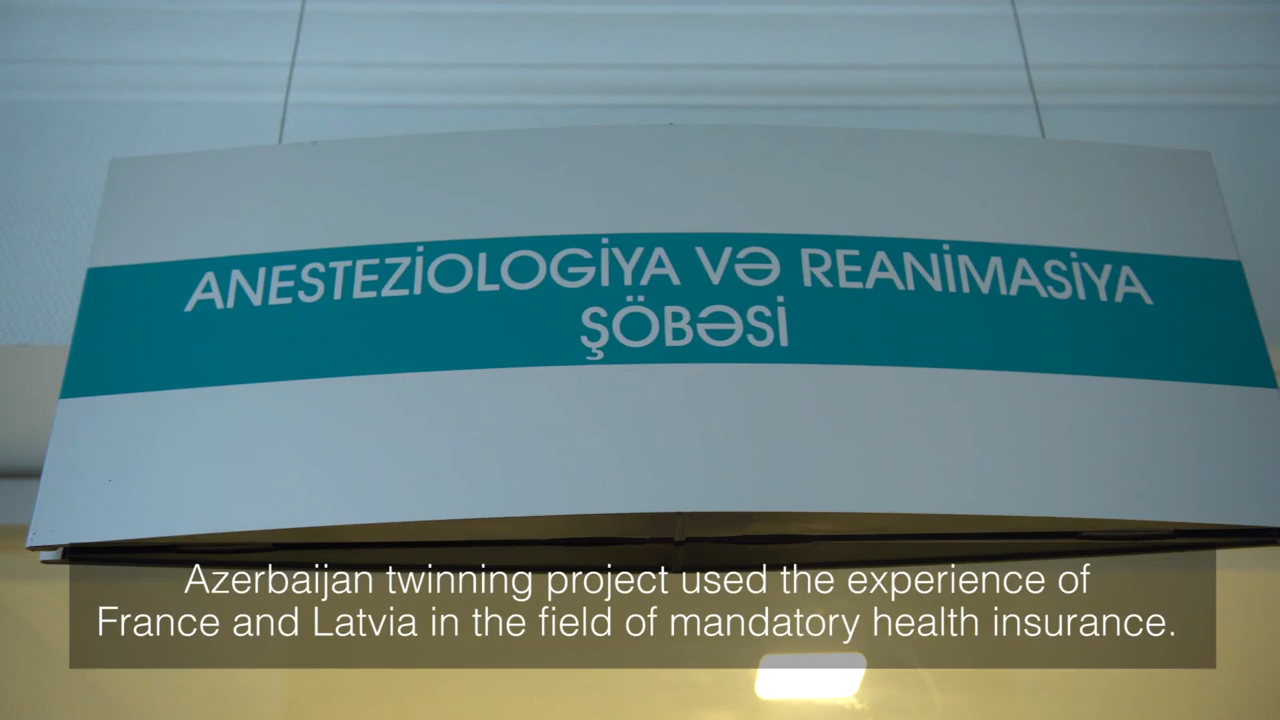 ANESTEZİOLOGİYA VƏ REANİMASİYA
ŞÖBƏSİ
Azerbaijan twinning project used the experience of
France and Latvia in the field of mandatory health insurance.